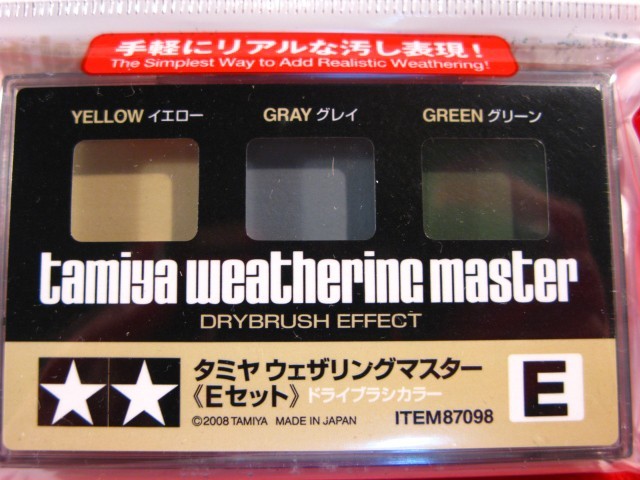 手軽にリアルな汚し表現！
The Simplest Way to Add Realistic Weathering!
YELLOW イエロー GRAY グレイ GREEN グリーン
tamiya weathering master
DRYBRUSH EFFECT
タミヤ ウェザリングマスター
《Eセット》ドライブラシカラー
E
©2008 TAMIYA MADE IN JAPAN ITEM87098